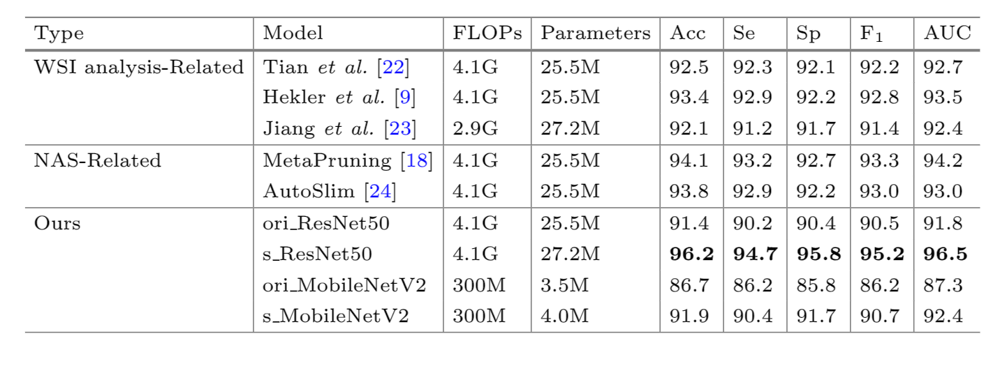 Type Model FLOPs Parameters Acc Se Sp F1 AUC
WSI analysis-Related Tian et al. [22] 4.1G 25.5M 92.5 92.3 92.1 92.2 92.7
Hekler et al. [9] 4.1G 25.5M 93.4 92.9 92.2 92.8 93.5
Jiang et al. [23] 2.9G 27.2M 92.1 91.2 91.7 91.4 92.4
NAS-Related MetaPruning [18] 4.1G 25.5M 94.1 93.2 92.7 93.3 94.2
AutoSlim [24] 4.1G 25.5M 93.8 92.9 92.2 93.0 93.0
Ours ori_ResNet50 4.1G 25.5M 91.4 90.2 90.4 90.5 91.8
s_ResNet50 4.1G 27.2M 96.2 94.7 95.8 95.2 96.5
ori_MobileNetV2 300M 3.5M 86.7 86.2 85.8 86.2 87.3
s_MobileNetV2 300M 4.0M 91.9 90.4 91.7 90.7 92.4